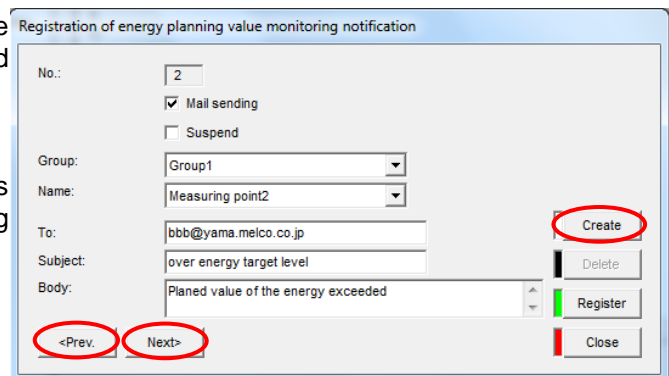 e
Registration of energy planning value monitoring notification
d
No.: 2
Mail sending
Suspend
Group: Group1
s
Name: Measuring point2
g
To: bbb@yama.melco.co.jp
Create
Subject: over energy target level
Delete
Body: Planed value of the energy exceeded
Register
<Prev. Next> Close